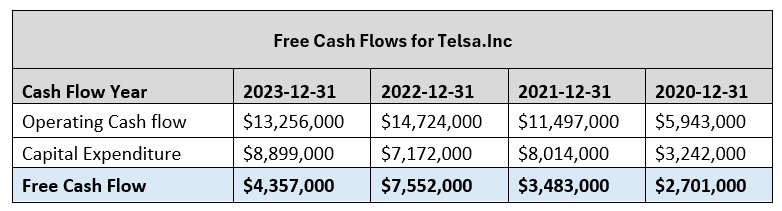 Free Cash Flows for Telsa.Inc
Cash Flow Year 2023-12-31 2022-12-31 2021-12-31 2020-12-31
Operating Cash flow $13,256,000 $14,724,000 $11,497,000 $5,943,000
Capital Expenditure $8,899,000 $7,172,000 $8,014,000 $3,242,000
Free Cash Flow $4,357,000 $7,552,000 $3,483,000 $2,701,000